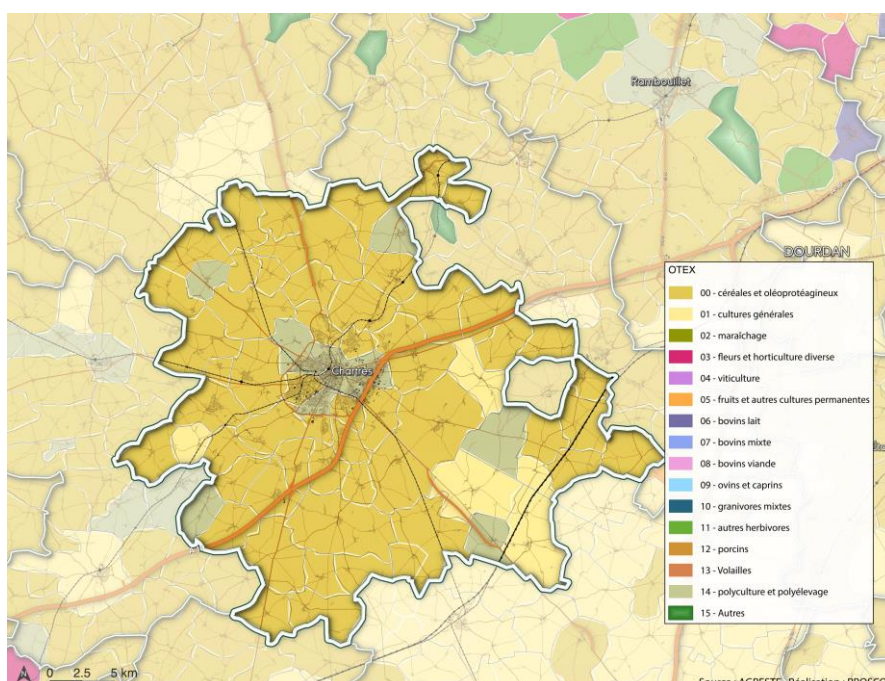 Rambouillet
DOURDAN
Chartres
OTEX
00 - céréales et oléoprotéagineux
01 - cultures générales
02 - maraîchage
03 - fleurs et horticulture diverse
04 - viticulture
05 - fruits et autres cultures permanentes
06 - bovins lait
07 - bovins mixte
08 - bovins viande
09 - ovins et caprins
10 - granivores mixtes
11 - autres herbivores
12 - porcins
13 - Volailles
14 - polyculture et polyélevage
15 - Autres
0 2.5 5 km